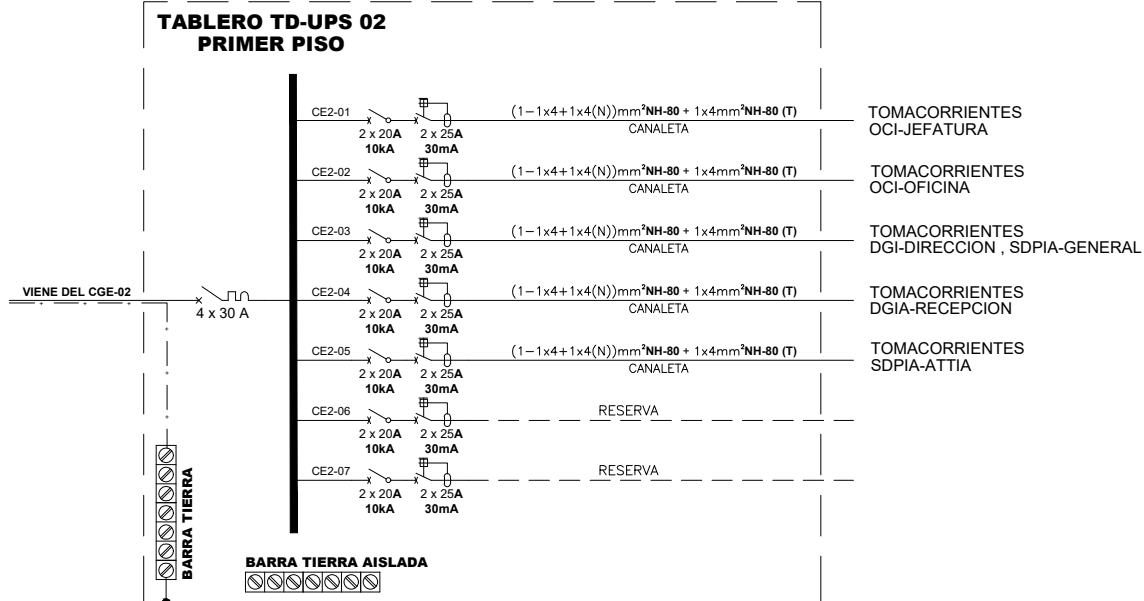 TABLERO TD-UPS 02
PRIMER PISO
CE2-01
2 x 20A
10kA
2 x 25A
30mA
(1-1x4+1x4(N))mm²NH-80 + 1x4mm²NH-80 (T)
CANALETA
TOMACORRIENTES
OCI-JEFATURA
CE2-02
2 x 20A
10kA
2 x 25A
30mA
(1-1x4+1x4(N))mm²NH-80 + 1x4mm²NH-80 (T)
CANALETA
TOMACORRIENTES
OCI-OFICINA
CE2-03
2 x 20A
10kA
2 x 25A
30mA
(1-1x4+1x4(N))mm²NH-80 + 1x4mm²NH-80 (T)
CANALETA
TOMACORRIENTES
DGI-DIRECCION , SDPIA-GENERAL
VIENE DEL CGE-02
4 x 30 A
CE2-04
2 x 20A
10kA
2 x 25A
30mA
(1-1x4+1x4(N))mm²NH-80 + 1x4mm²NH-80 (T)
CANALETA
TOMACORRIENTES
DGIA-RECEPCION
CE2-05
2 x 20A
10kA
2 x 25A
30mA
(1-1x4+1x4(N))mm²NH-80 + 1x4mm²NH-80 (T)
CANALETA
TOMACORRIENTES
SDPIA-ATTIA
CE2-06
2 x 20A
10kA
2 x 25A
30mA
RESERVA
CE2-07
2 x 20A
10kA
2 x 25A
30mA
RESERVA
BARRA TIERRA
BARRA TIERRA AISLADA